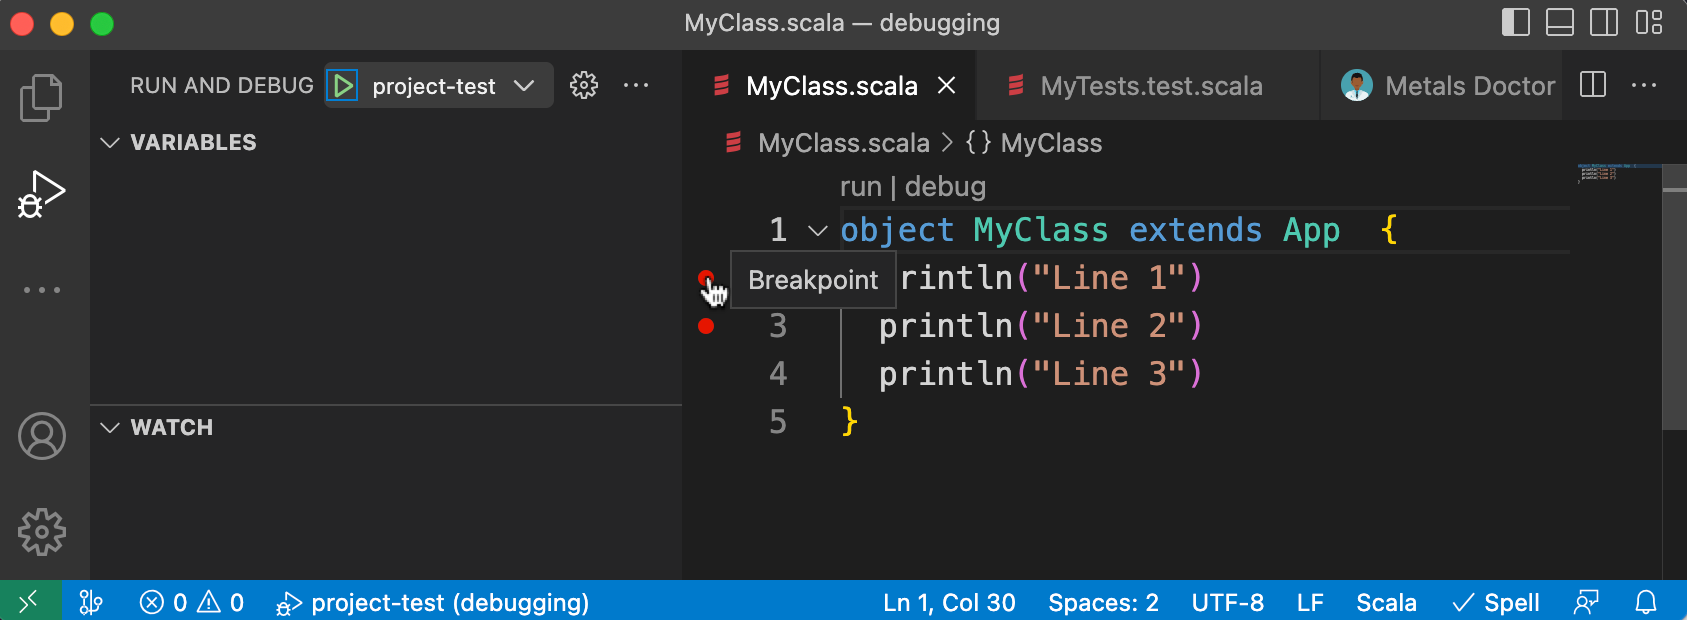 MyClass.scala — debugging
RUN AND DEBUG project-test
MyClass.scala MyTests.test.scala Metals Doctor
VARIABLES
MyClass.scala > {} MyClass
run | debug
1 object MyClass extends App {
Breakpoint rintln("Line 1")
3 println("Line 2")
4 println("Line 3")
5 }
WATCH
0 0 project-test (debugging) Ln 1, Col 30 Spaces: 2 UTF-8 LF Scala Spell